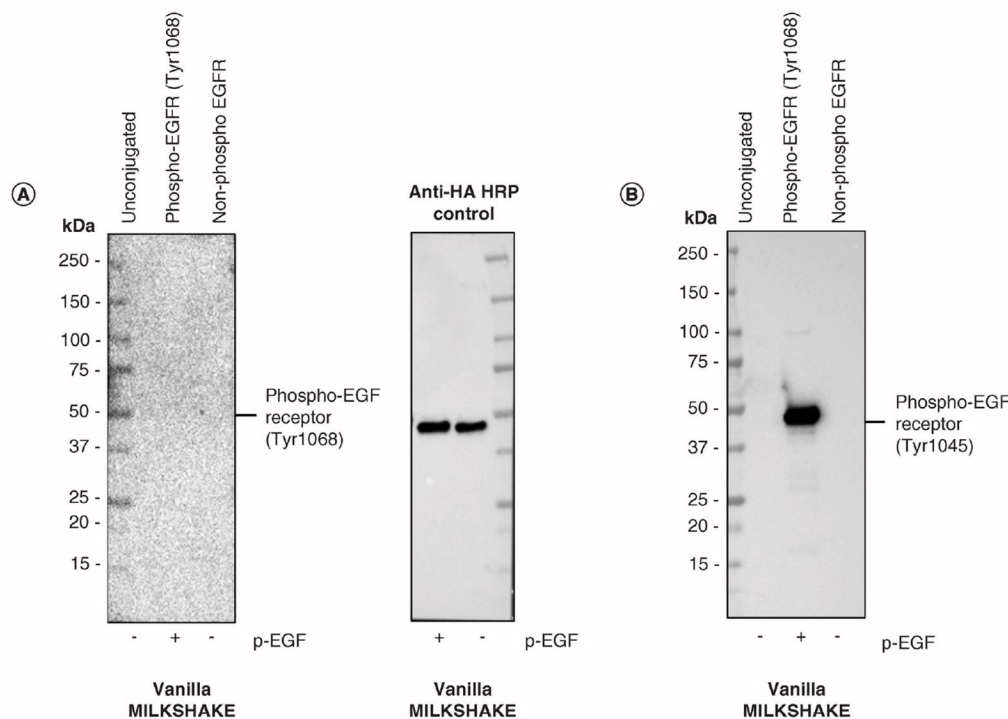 A
Unconjugated
Phospho-EGFR (Tyr1068)
Non-phospho EGFR
kDa
250 -
150 -
100 -
75 -
50 -
37 -
25 -
20 -
15 -
Phospho-EGF
receptor
(Tyr1068)
- + - p-EGF
Vanilla
MILKSHAKE
Anti-HA HRP
control
+ - p-EGF
Vanilla
MILKSHAKE
B
Unconjugated
Phospho-EGFR (Tyr1068)
Non-phospho EGFR
kDa
250 -
150 -
100 -
75 -
50 -
37 -
25 -
20 -
15 -
Phospho-EGF
receptor
(Tyr1045)
- + - p-EGF
Vanilla
MILKSHAKE